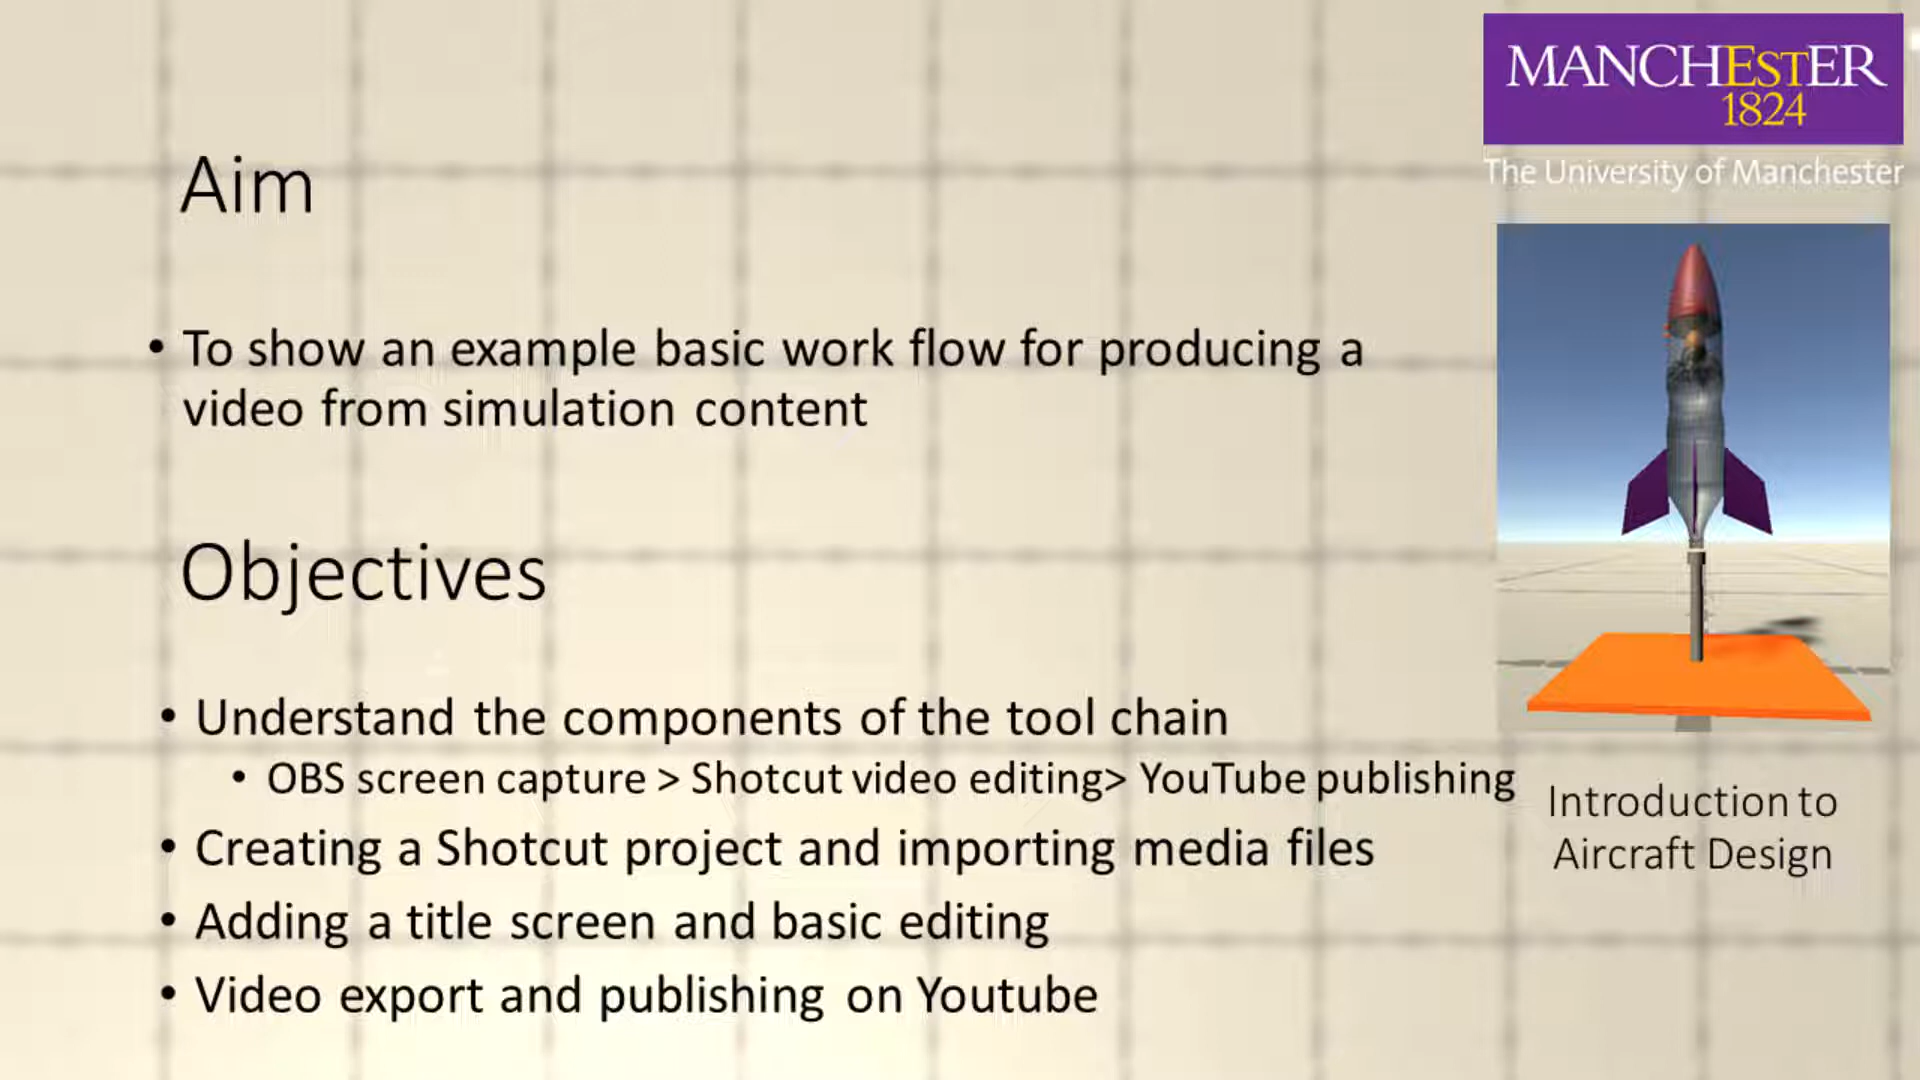 MANCHESTER
1824
The University of Manchester
Aim
• To show an example basic work flow for producing a
video from simulation content
Objectives
• Understand the components of the tool chain
• OBS screen capture > Shotcut video editing> YouTube publishing
• Creating a Shotcut project and importing media files
• Adding a title screen and basic editing
• Video export and publishing on Youtube
Introduction to
Aircraft Design